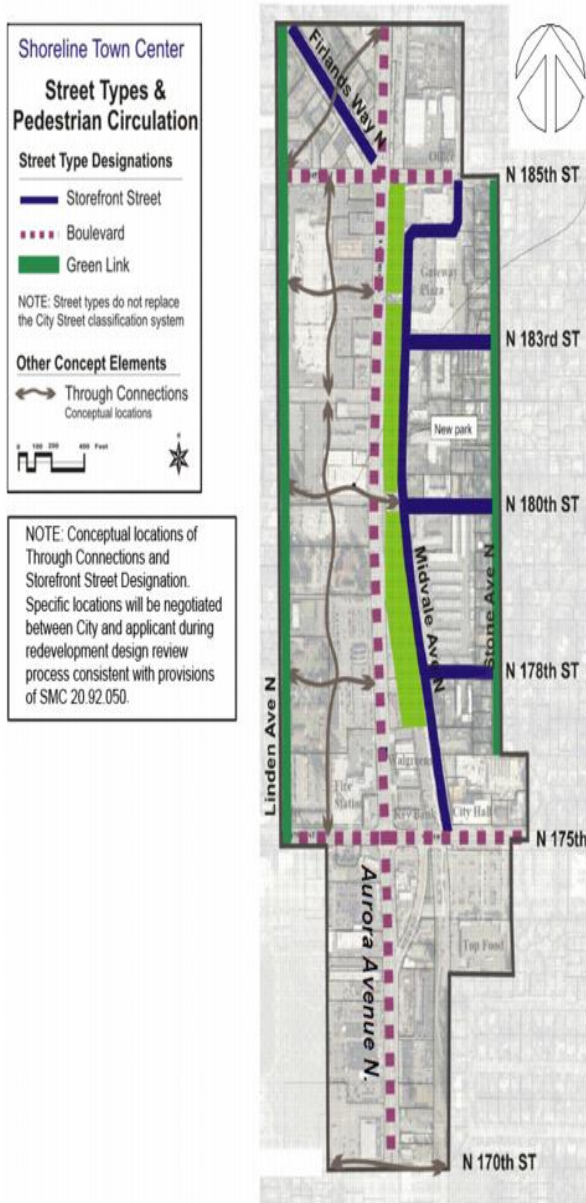 Shoreline Town Center
Street Types &
Pedestrian Circulation
Street Type Designations
Storefront Street
Boulevard
Green Link
NOTE: Street types do not replace
the City Street classification system
Other Concept Elements
Through Connections
Conceptual locations
0 100 200 400 Feet
NOTE: Conceptual locations of
Through Connections and
Storefront Street Designation.
Specific locations will be negotiated
between City and applicant during
redevelopment design review
process consistent with provisions
of SMC 20.92.050.
Firlands Way N
N 185th ST
Gateway
Plaza
N 183rd ST
New park
N 180th ST
Midvale Ave N
Stone Ave N
N 178th ST
Linden Ave N
Walgreens
Fire
Station
Key Bank
City Hall
N 175th
Aurora Avenue N.
Top Food
N 170th ST